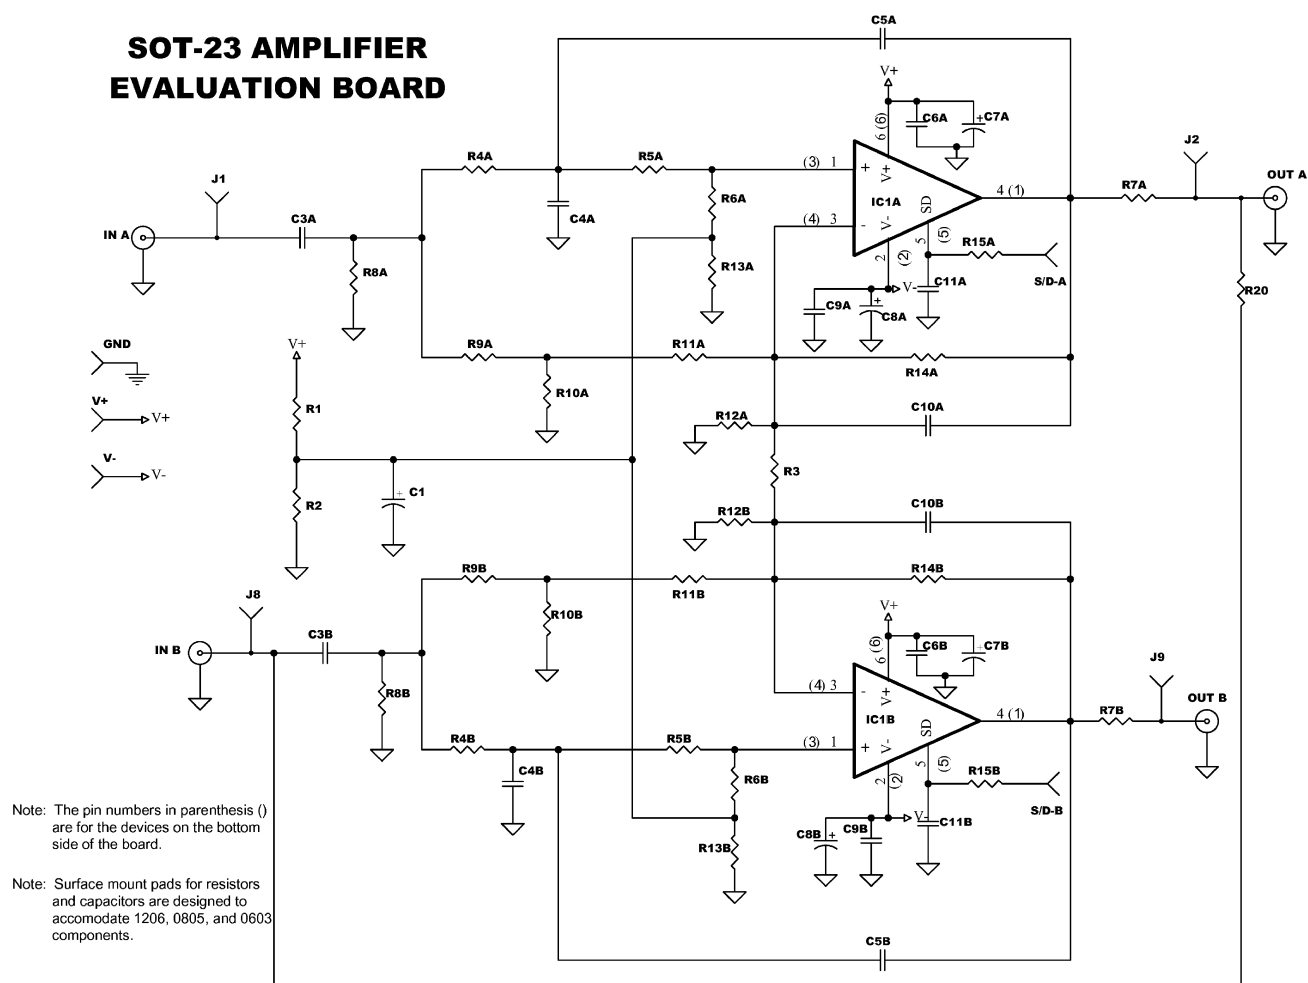 SOT-23 AMPLIFIER
EVALUATION BOARD
C5A
V+
6 (6)
C6A
C7A
R4A
R5A
(3) 1
+
V+
J2
OUT A
J1
R6A
IC1A
SD
4 (1)
R7A
C3A
C4A
(4) 3
-
V-
IN A
2
(2)
5
(5)
R15A
R8A
R13A
S/D-A
C9A
+
C8A
V-
C11A
R20
GND
V+
R9A
R11A
R14A
R10A
V+
V+
R1
R12A
C10A
V-
V-
R3
R2
+
C1
C10B
R12B
R9B
R11B
R14B
J8
R10B
V+
6 (6)
C6B
C7B
C3B
IN B
J9
R8B
(4) 3
-
V+
OUT B
IC1B
SD
4 (1)
R7B
R4B
R5B
(3) 1
+
V-
C4B
R6B
2
(2)
5
(5)
R15B
S/D-B
R13B
C8B
+
C9B
V-
C11B
Note: The pin numbers in parenthesis ()
are for the devices on the bottom
side of the board.
Note: Surface mount pads for resistors
and capacitors are designed to
accomodate 1206, 0805, and 0603
components.
C5B